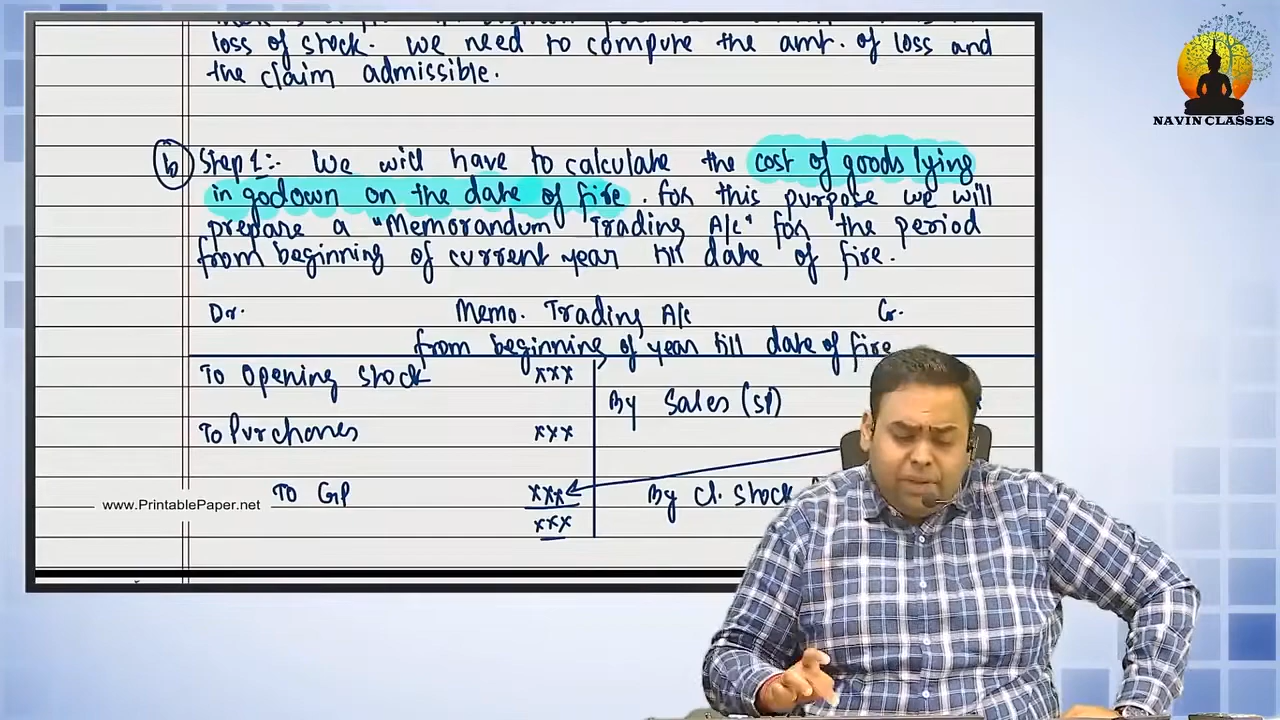 loss of stock. We need to compute the amt. of loss and
the claim admissible.
(b) Step 1:- We will have to calculate the cost of goods lying
in godown on the date of fire. For this purpose we will
prepare a "Memorandum Trading A/c" for the period
from beginning of current year till date of fire.
Dr. Memo. Trading A/c Cr.
from beginning of year till date of fire
To Opening Stock xxx
By Sales (SP)
To Purchases xxx
To GP xxx By Cl. Stock
xxx
www.PrintablePaper.net
NAVIN CLASSES